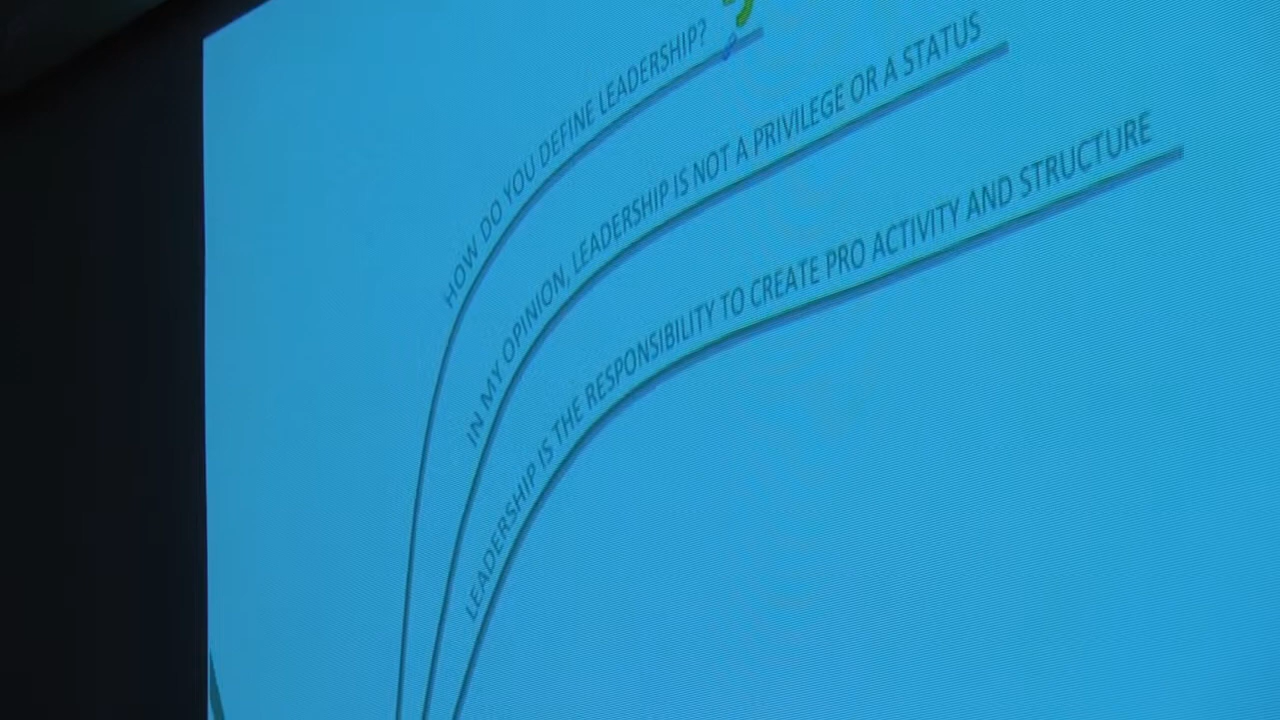 HOW DO YOU DEFINE LEADERSHIP?
IN MY OPINION, LEADERSHIP IS NOT A PRIVILEGE OR A STATUS
LEADERSHIP IS THE RESPONSIBILITY TO CREATE PRO ACTIVITY AND STRUCTURE